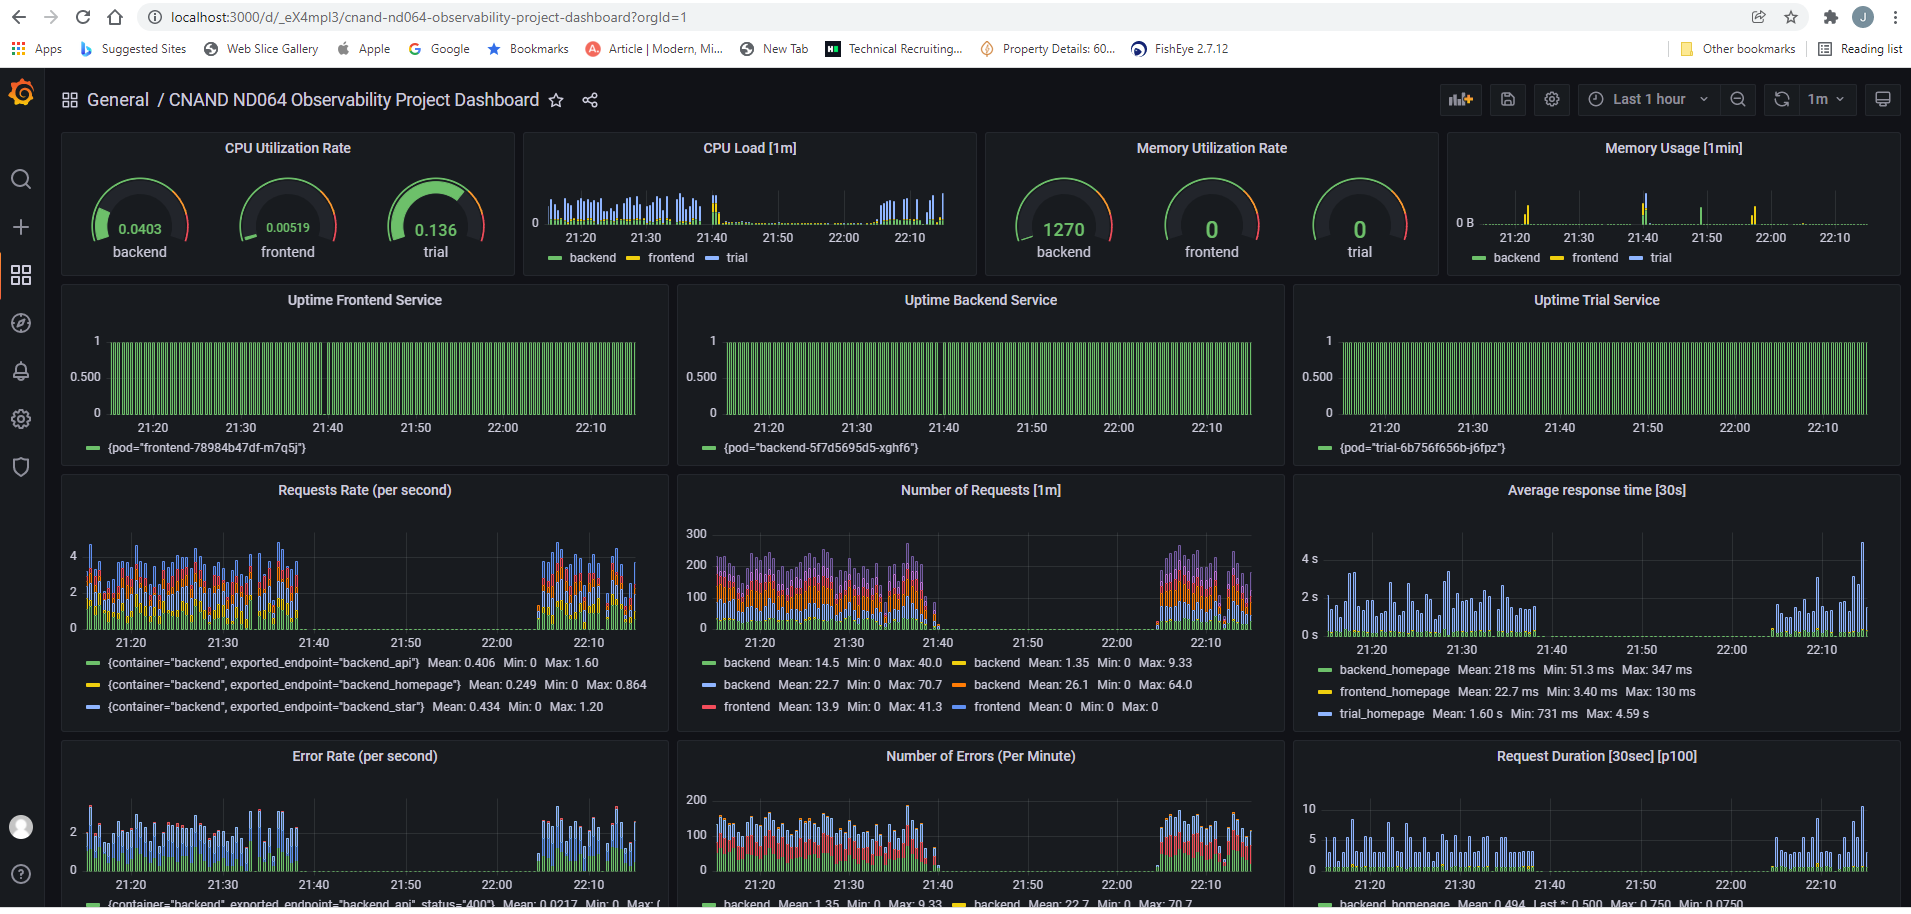 localhost:3000/d/_eX4mpI3/cnand-nd064-observability-project-dashboard?orgId=1
J
Apps Suggested Sites Web Slice Gallery Apple Google Bookmarks Article | Modern, Mi... New Tab Technical Recruiting... Property Details: 60... FishEye 2.7.12 Other bookmarks Reading list
General / CNAND ND064 Observability Project Dashboard Last 1 hour 1m
CPU Utilization Rate
0.0403 0.00519 0.136
backend frontend trial
CPU Load [1m]
0
21:20 21:30 21:40 21:50 22:00 22:10
backend frontend trial
Memory Utilization Rate
1270 0 0
backend frontend trial
Memory Usage [1min]
0 B
21:20 21:30 21:40 21:50 22:00 22:10
backend frontend trial
Uptime Frontend Service
1
0.500
0
21:20 21:30 21:40 21:50 22:00 22:10
{pod="frontend-78984b47df-m7q5j"}
Uptime Backend Service
1
0.500
0
21:20 21:30 21:40 21:50 22:00 22:10
{pod="backend-5f7d5695d5-xghf6"}
Uptime Trial Service
1
0.500
0
21:20 21:30 21:40 21:50 22:00 22:10
{pod="trial-6b756f656b-j6fpz"}
Requests Rate (per second)
4
2
0
21:20 21:30 21:40 21:50 22:00 22:10
{container="backend", exported_endpoint="backend_api"} Mean: 0.406 Min: 0 Max: 1.60
{container="backend", exported_endpoint="backend_homepage"} Mean: 0.249 Min: 0 Max: 0.864
{container="backend", exported_endpoint="backend_star"} Mean: 0.434 Min: 0 Max: 1.20
Number of Requests [1m]
300
200
100
0
21:20 21:30 21:40 21:50 22:00 22:10
backend Mean: 14.5 Min: 0 Max: 40.0 backend Mean: 1.35 Min: 0 Max: 9.33
backend Mean: 22.7 Min: 0 Max: 70.7 backend Mean: 26.1 Min: 0 Max: 64.0
frontend Mean: 13.9 Min: 0 Max: 41.3 frontend Mean: 0 Min: 0 Max: 0
Average response time [30s]
4 s
2 s
0 s
21:20 21:30 21:40 21:50 22:00 22:10
backend_homepage Mean: 218 ms Min: 51.3 ms Max: 347 ms
frontend_homepage Mean: 22.7 ms Min: 3.40 ms Max: 130 ms
trial_homepage Mean: 1.60 s Min: 731 ms Max: 4.59 s
Error Rate (per second)
2
0
21:20 21:30 21:40 21:50 22:00 22:10
{container="backend", exported_endpoint="backend_api", status="400"} Mean: 0.0217 Min: 0 Max: (
Number of Errors (Per Minute)
200
100
0
21:20 21:30 21:40 21:50 22:00 22:10
backend Mean: 1.35 Min: 0 Max: 9.33 backend Mean: 22.7 Min: 0 Max: 70.7
Request Duration [30sec] [p100]
10
5
0
21:20 21:30 21:40 21:50 22:00 22:10
backend_homepage Mean: 0.494 Last *: 0.500 Max: 0.750 Min: 0.0750